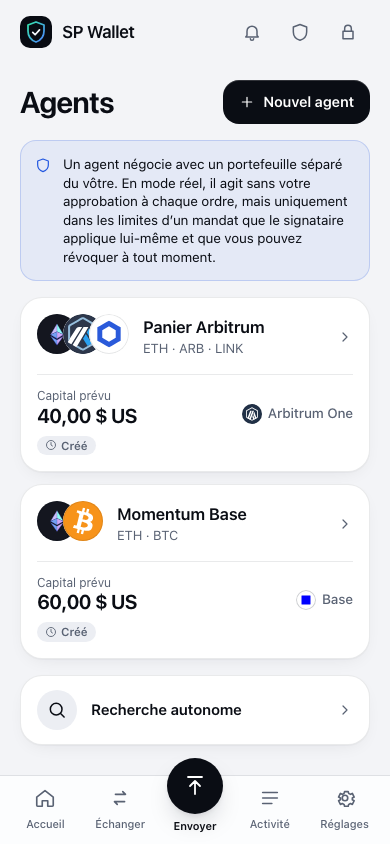 SP Wallet
Agents
Nouvel agent
Un agent négocie avec un portefeuille séparé
du vôtre. En mode réel, il agit sans votre
approbation à chaque ordre, mais uniquement
dans les limites d’un mandat que le signataire
applique lui-même et que vous pouvez
révoquer à tout moment.
Panier Arbitrum
ETH · ARB · LINK
Capital prévu
40,00 $ US
Arbitrum One
Créé
Momentum Base
ETH · BTC
Capital prévu
60,00 $ US
Base
Créé
Recherche autonome
Accueil
Échanger
Envoyer
Activité
Réglages